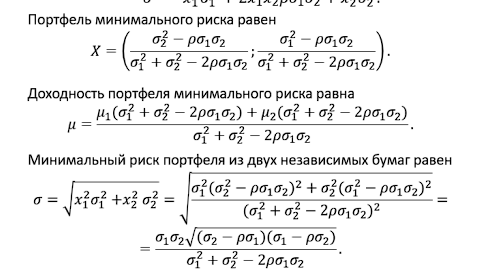 Портфель минимального риска равен
X = ( (σ₂² − ρσ₁σ₂) / (σ₁² + σ₂² − 2ρσ₁σ₂) ; (σ₁² − ρσ₁σ₂) / (σ₁² + σ₂² − 2ρσ₁σ₂) ).
Доходность портфеля минимального риска равна
μ = (μ₁(σ₁² + σ₂² − 2ρσ₁σ₂) + μ₂(σ₁² + σ₂² − 2ρσ₁σ₂)) / (σ₁² + σ₂² − 2ρσ₁σ₂).
Минимальный риск портфеля из двух независимых бумаг равен
σ = √(x₁²σ₁² + x₂² σ₂²) = √((σ₁²(σ₂² − ρσ₁σ₂)² + σ₂²(σ₁² − ρσ₁σ₂)²) / (σ₁² + σ₂² − 2ρσ₁σ₂)²) =
= σ₁σ₂√((σ₂ − ρσ₁)(σ₁ − ρσ₂)) / (σ₁² + σ₂² − 2ρσ₁σ₂).